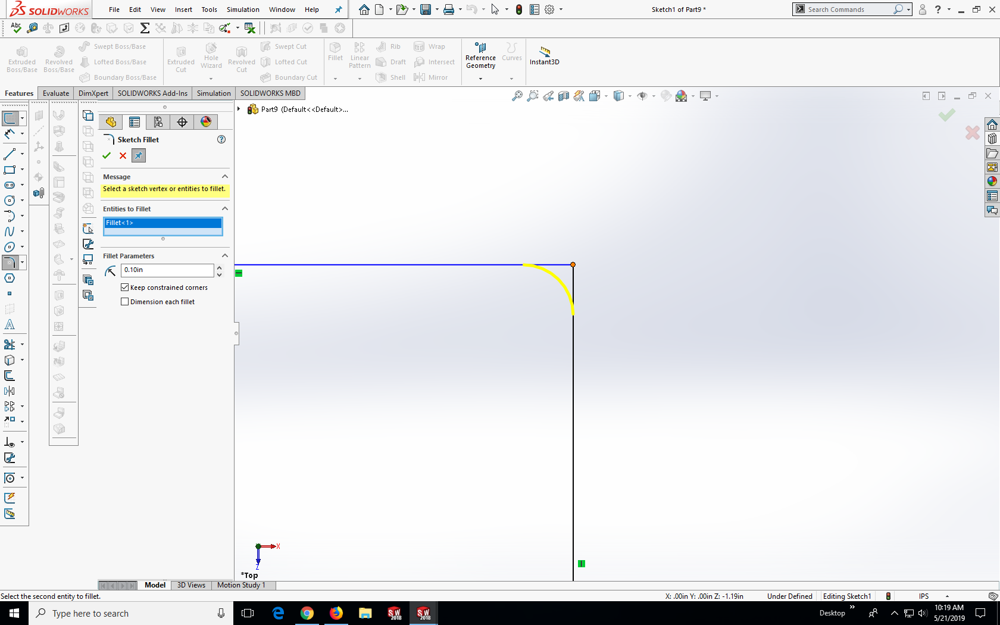 SOLIDWORKS
File Edit View Insert Tools Simulation Window Help
Sketch1 of Part9 *
Search Commands
?
Abc
Extruded Boss/Base
Revolved Boss/Base
Swept Boss/Base
Lofted Boss/Base
Boundary Boss/Base
Extruded Cut
Hole Wizard
Revolved Cut
Swept Cut
Lofted Cut
Boundary Cut
Fillet
Linear Pattern
Rib
Draft
Shell
Wrap
Intersect
Mirror
Reference Geometry
Curves
Instant3D
Features Evaluate DimXpert SOLIDWORKS Add-Ins Simulation SOLIDWORKS MBD
Part9 (Default<<Default>...
Sketch Fillet
?
Message
Select a sketch vertex or entities to fillet.
Entities to Fillet
Fillet<1>
Fillet Parameters
0.10in
Keep constrained corners
Dimension each fillet
X
Z
*Top
Model 3D Views Motion Study 1
Select the second entity to fillet.
X: .00in Y: .00in Z: -1.19in Under Defined Editing Sketch1 IPS
Type here to search
SW 2018
SW 2018
Desktop
10:19 AM
5/21/2019